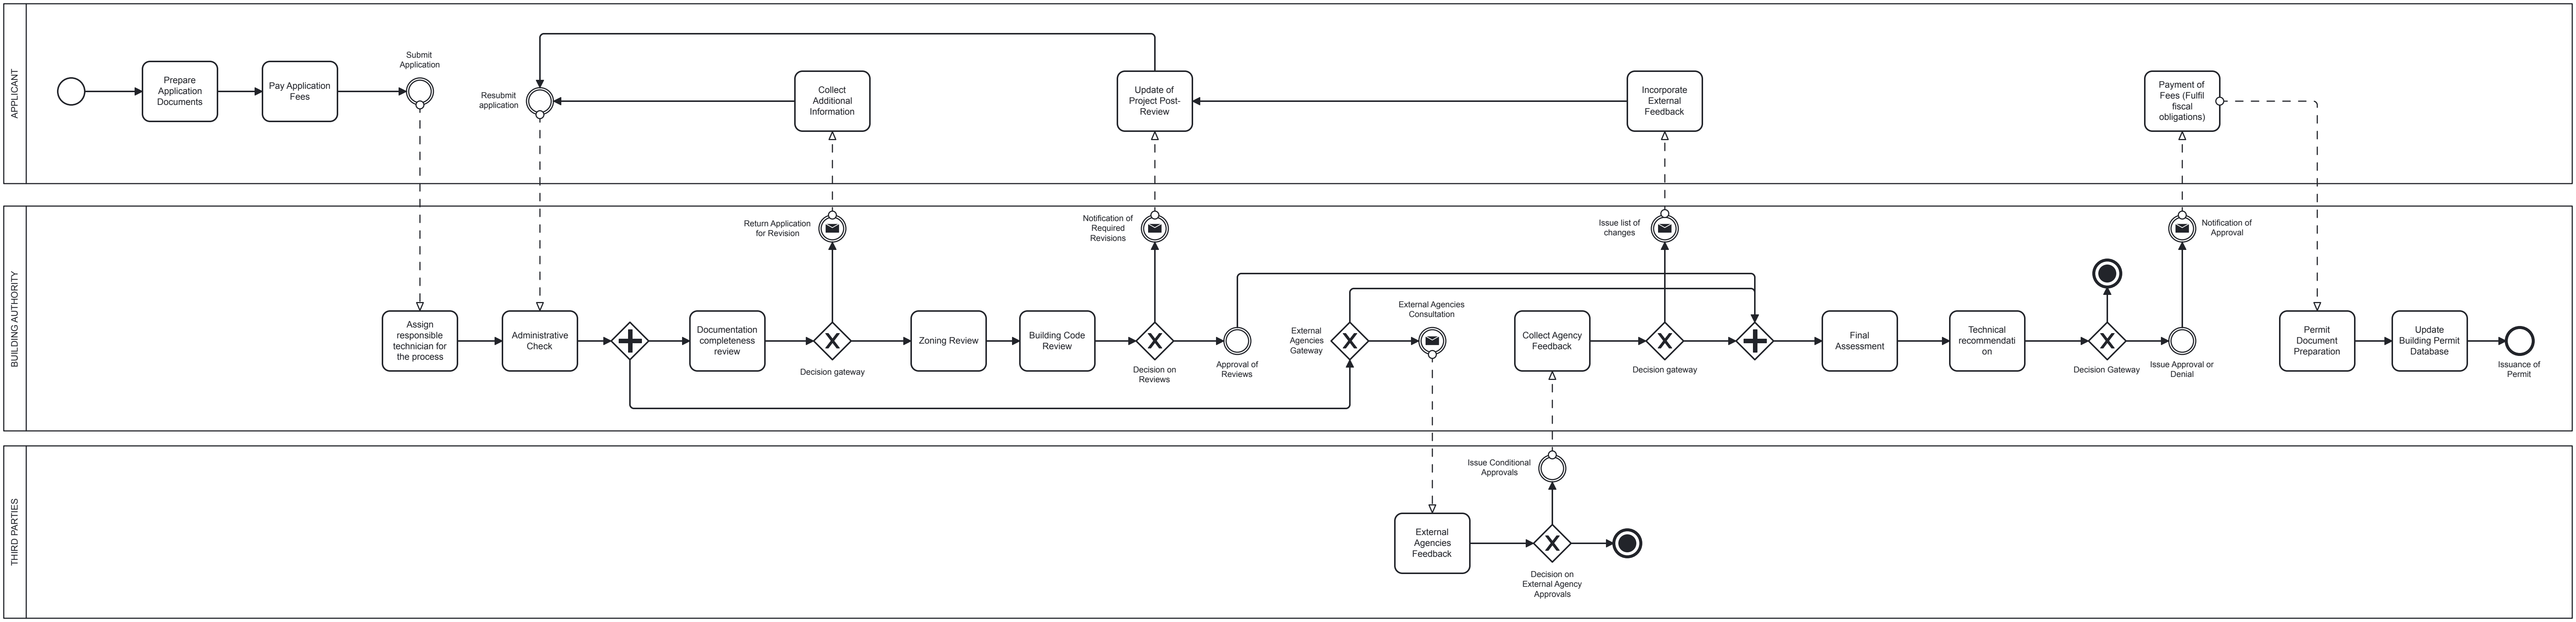 APPLICANT
Prepare
Application
Documents
Pay Application
Fees
Submit
Application
Resubmit
application
Collect
Additional
Information
Update of
Project Post-
Review
Incorporate
External
Feedback
Payment of
Fees (Fulfil
fiscal
obligations)
BUILDING AUTHORITY
Return Application
for Revision
Notification of
Required
Revisions
Issue list of
changes
Notification of
Approval
Assign
responsible
technician for
the process
Administrative
Check
Documentation
completeness
review
Decision gateway
Zoning Review
Building Code
Review
Decision on
Reviews
Approval of
Reviews
External
Agencies
Gateway
External Agencies
Consultation
Collect Agency
Feedback
Decision gateway
Final
Assessment
Technical
recommendati
on
Decision Gateway
Issue Approval or
Denial
Permit
Document
Preparation
Update
Building Permit
Database
Issuance of
Permit
THIRD PARTIES
Issue Conditional
Approvals
External
Agencies
Feedback
Decision on
External Agency
Approvals